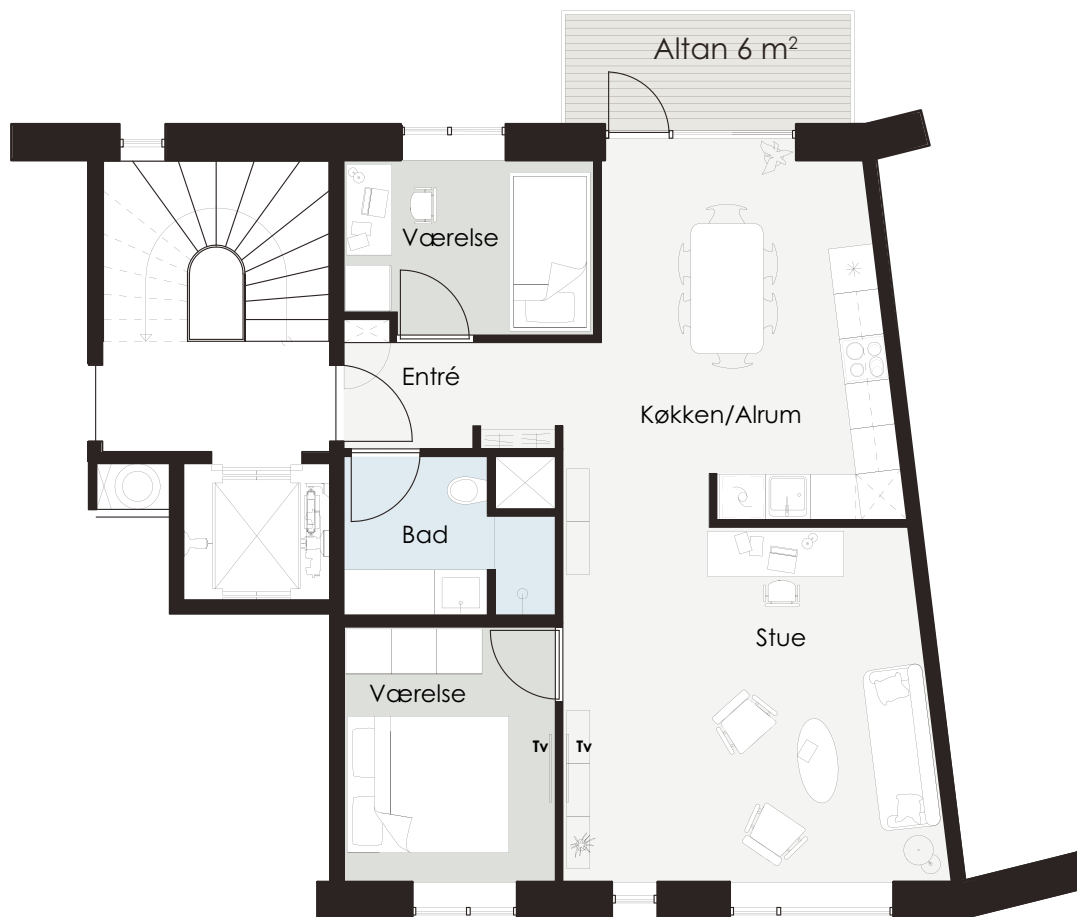 Altan 6 m²
Værelse
Entré
Køkken/Alrum
Bad
Stue
Værelse
Tv
Tv